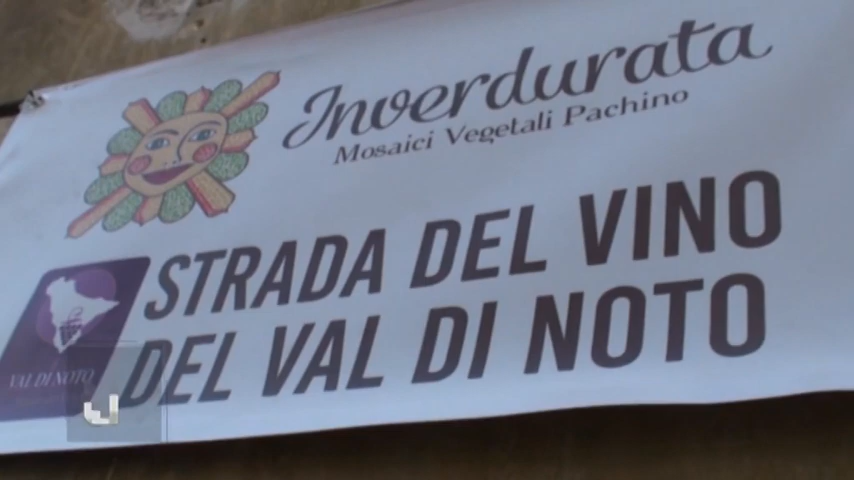 Inverdurata
Mosaici Vegetali Pachino
STRADA DEL VINO
DEL VAL DI NOTO
VAL DI NOTO